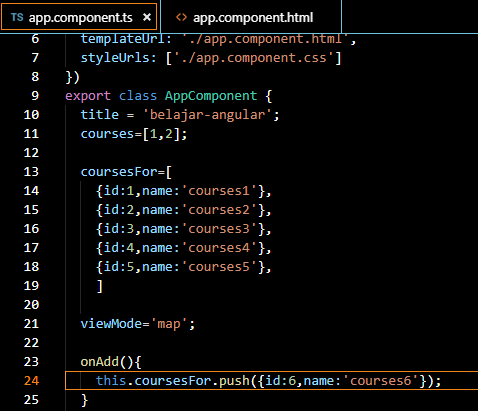 TS app.component.ts × <> app.component.html
6 templateUrl: './app.component.html',
7 styleUrls: ['./app.component.css']
8 })
9 export class AppComponent {
10 title = 'belajar-angular';
11 courses=[1,2];
12
13 coursesFor=[
14 {id:1,name:'courses1'},
15 {id:2,name:'courses2'},
16 {id:3,name:'courses3'},
17 {id:4,name:'courses4'},
18 {id:5,name:'courses5'},
19 ]
20
21 viewMode='map';
22
23 onAdd(){
24 this.coursesFor.push({id:6,name:'courses6'});
25 }